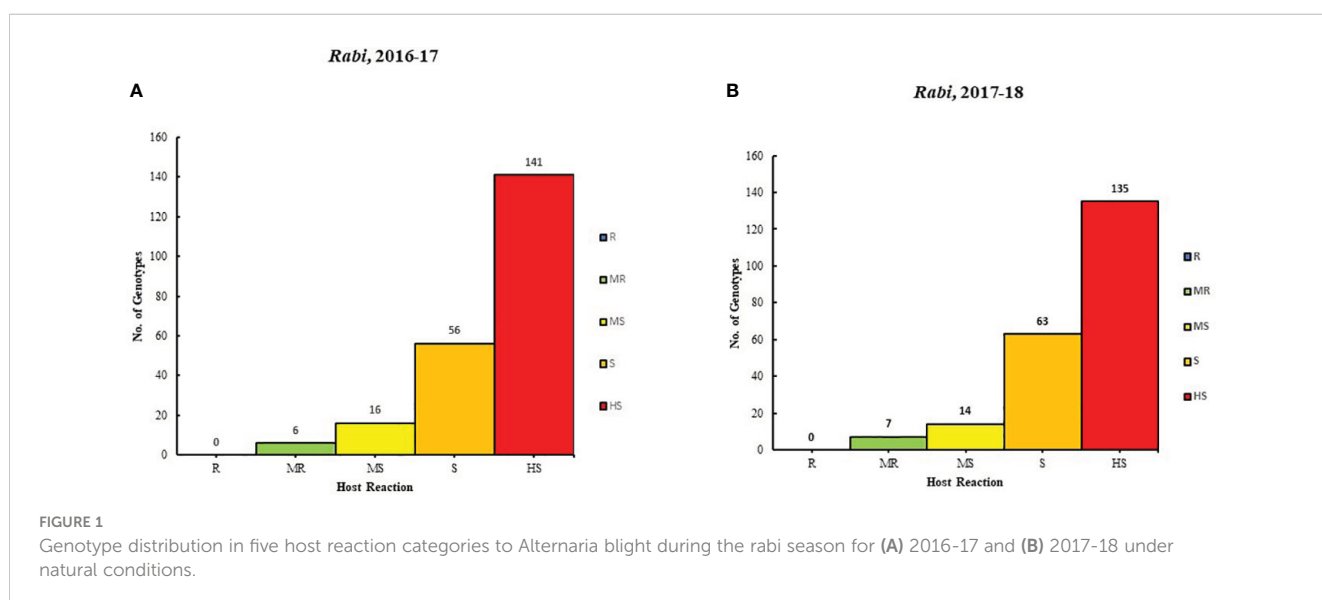 Rabi, 2016-17
A
160
140
120
100
80
60
40
20
0
No. of Genotypes
0
6
16
56
141
R
MR
MS
S
HS
Host Reaction
R
MR
MS
S
HS
B
Rabi, 2017-18
160
140
120
100
80
60
40
20
0
No. of Genotypes
0
7
14
63
135
R
MR
MS
S
HS
Host Reaction
R
MR
MS
S
HS
FIGURE 1
Genotype distribution in five host reaction categories to Alternaria blight during the rabi season for (A) 2016-17 and (B) 2017-18 under
natural conditions.